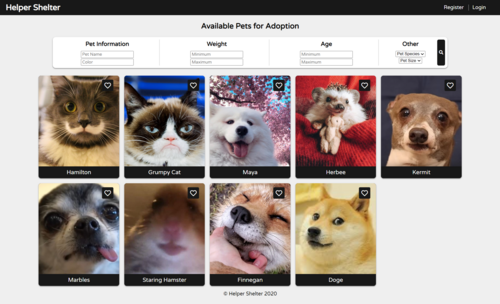 Helper Shelter
Register
Login
Available Pets for Adoption
Pet Information
Weight
Age
Other
Pet Name
Minimum
Minimum
Pet Species
Color
Maximum
Maximum
Pet Size
Hamilton
Grumpy Cat
Maya
Herbee
Kermit
Marbles
Staring Hamster
Finnegan
Doge
© Helper Shelter 2020